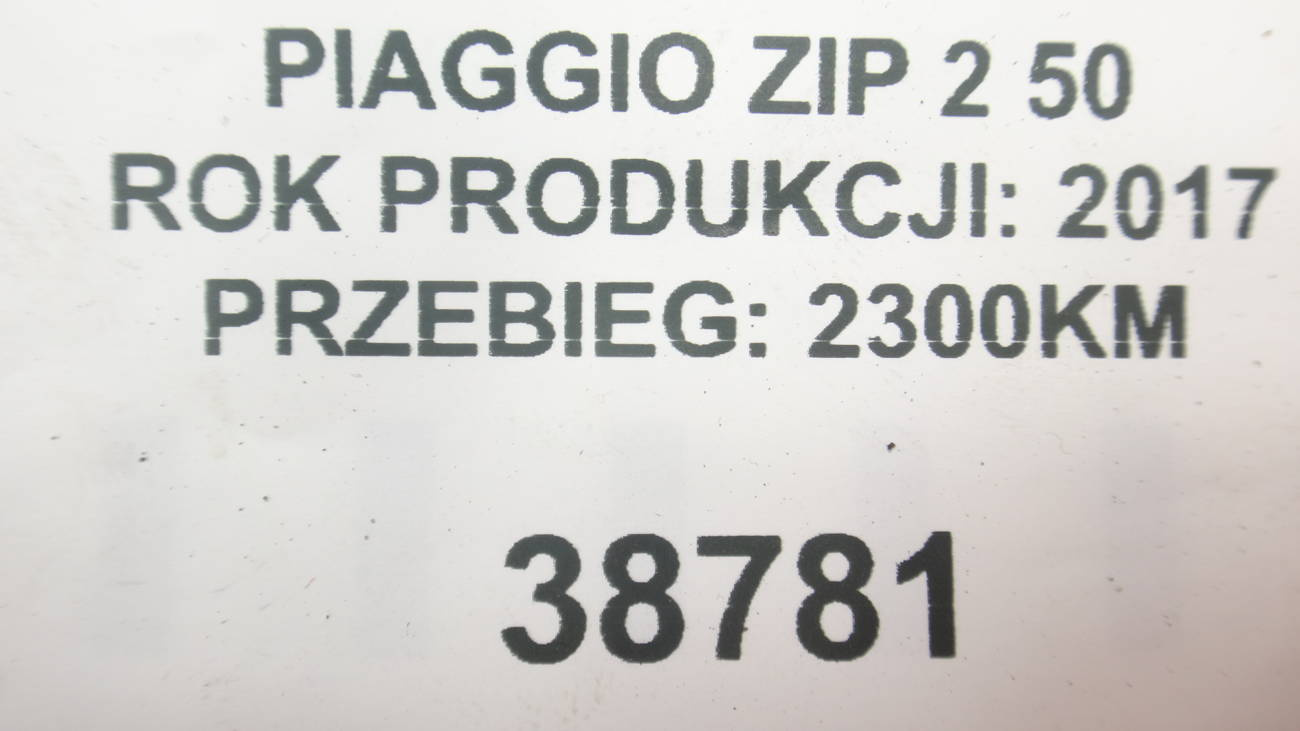 PIAGGIO ZIP 2 50
ROK PRODUKCJI: 2017
PRZEBIEG: 2300KM
38781